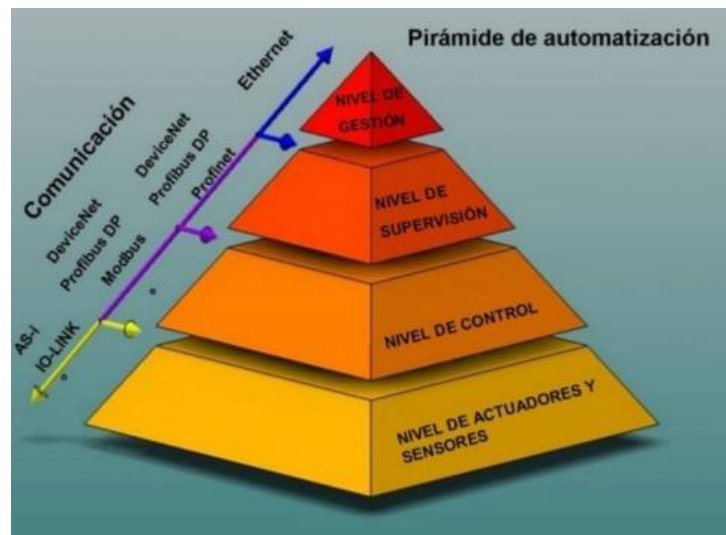 Pirámide de automatización
Comunicación
Ethernet
DeviceNet
Profibus DP
Profinet
DeviceNet
Profibus DP
Modbus
AS-i
IO-LINK
NIVEL DE
GESTIÓN
NIVEL DE
SUPERVISIÓN
NIVEL DE CONTROL
NIVEL DE ACTUADORES Y
SENSORES